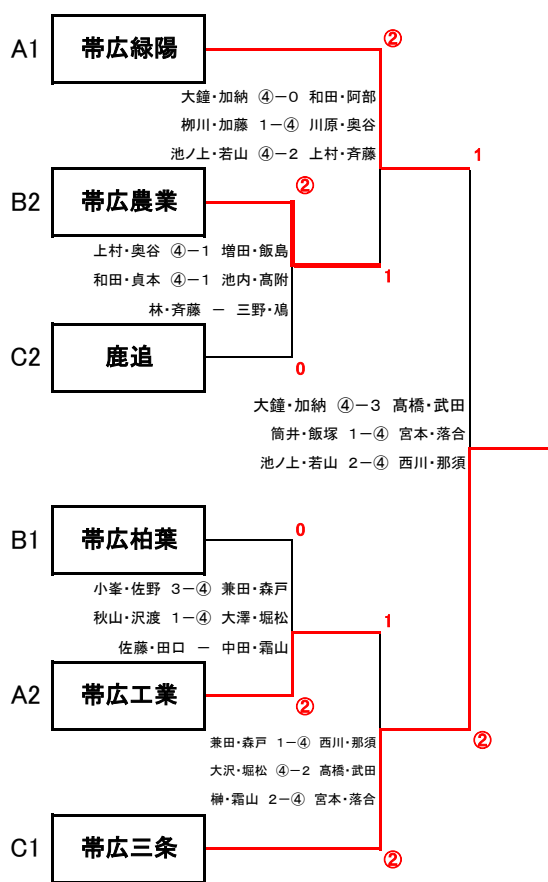 A1 帯広緑陽 ②
大鐘・加納 ④－0 和田・阿部
栁川・加藤 1－④ 川原・奥谷
池ノ上・若山 ④－2 上村・斉藤
1
B2 帯広農業 ②
上村・奥谷 ④－1 増田・飯島
和田・貞本 ④－1 池内・髙附
1
林・斉藤 － 三野・鳰
C2 鹿追 0
大鐘・加納 ④－3 髙橋・武田
筒井・飯塚 1－④ 宮本・落合
池ノ上・若山 2－④ 西川・那須
B1 帯広柏葉 0
小峯・佐野 3－④ 兼田・森戸
秋山・沢渡 1－④ 大澤・堀松
1
佐藤・田口 － 中田・霜山
A2 帯広工業 ②
②
兼田・森戸 1－④ 西川・那須
大沢・堀松 ④－2 髙橋・武田
榊・霜山 2－④ 宮本・落合
C1 帯広三条 ②